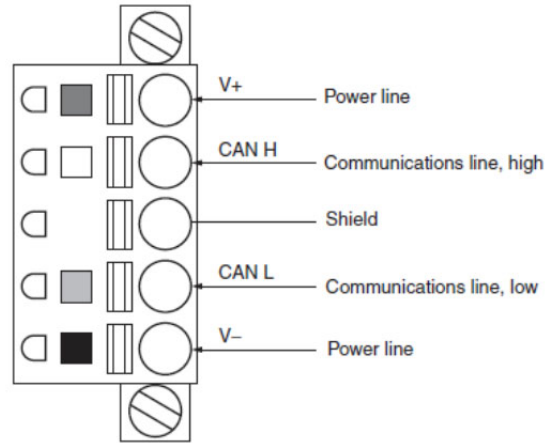 V+
Power line
CAN H
Communications line, high
Shield
CAN L
Communications line, low
V−
Power line